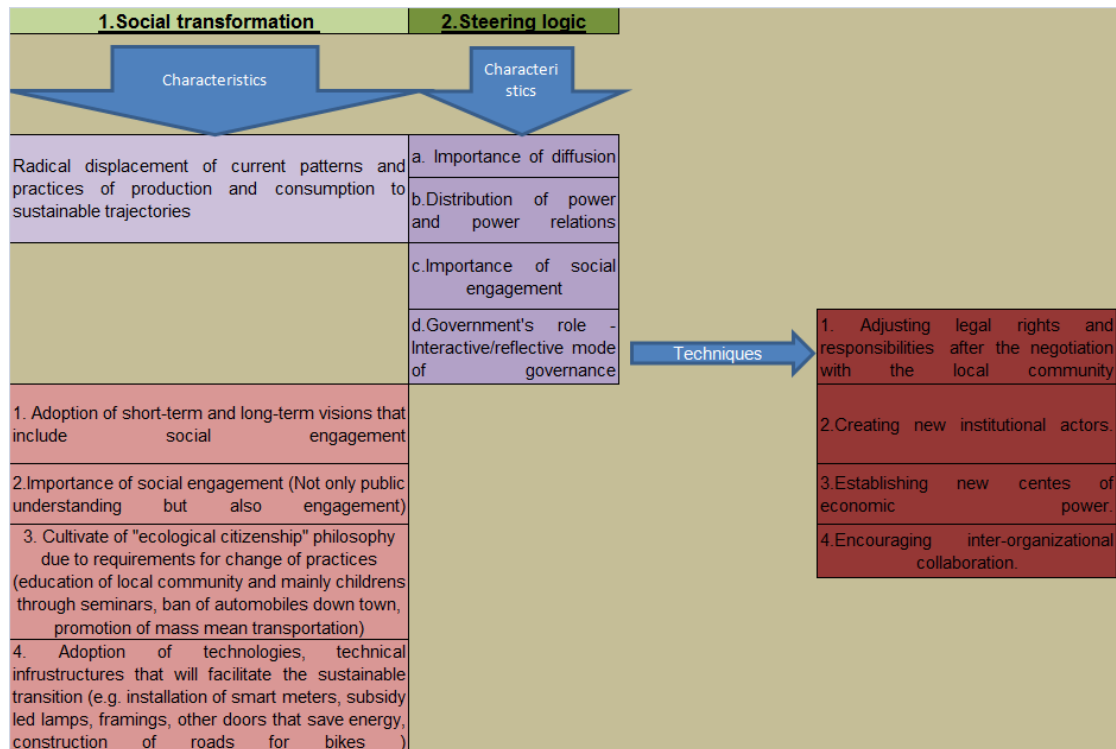 1.Social transformation
2.Steering logic
Characteristics
Characteri
stics
Radical displacement of current patterns and
practices of production and consumption to
sustainable trajectories
a. Importance of diffusion
b.Distribution of power
and power relations
c.Importance of social
engagement
d.Government's role -
Interactive/reflective mode
of governance
Techniques
1. Adjusting legal rights and
responsibilities after the negotiation
with the local community
2.Creating new institutional actors.
3.Establishing new centes of
economic power.
4.Encouraging inter-organizational
collaboration.
1. Adoption of short-term and long-term visions that
include social engagement
2.Importance of social engagement (Not only public
understanding but also engagement)
3. Cultivate of "ecological citizenship" philosophy
due to requirements for change of practices
(education of local community and mainly childrens
through seminars, ban of automobiles down town,
promotion of mass mean transportation)
4. Adoption of technologies, technical
infrustructures that will facilitate the sustainable
transition (e.g. installation of smart meters, subsidy
led lamps, framings, other doors that save energy,
construction of roads for bikes )